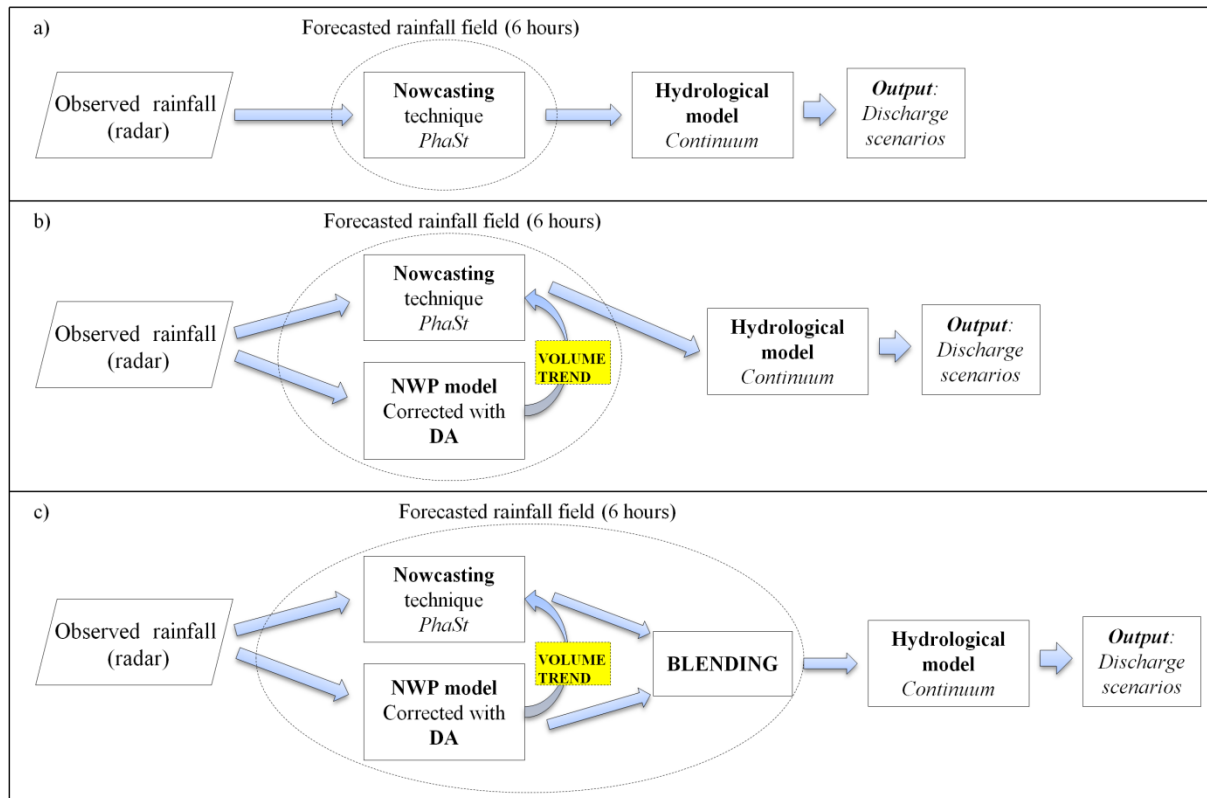 a)
Forecasted rainfall field (6 hours)
Observed rainfall
(radar)
Nowcasting
technique
PhaSt
Hydrological
model
Continuum
Output:
Discharge
scenarios
b)
Forecasted rainfall field (6 hours)
Observed rainfall
(radar)
Nowcasting
technique
PhaSt
VOLUME
TREND
NWP model
Corrected with
DA
Hydrological
model
Continuum
Output:
Discharge
scenarios
c)
Forecasted rainfall field (6 hours)
Observed rainfall
(radar)
Nowcasting
technique
PhaSt
VOLUME
TREND
NWP model
Corrected with
DA
BLENDING
Hydrological
model
Continuum
Output:
Discharge
scenarios